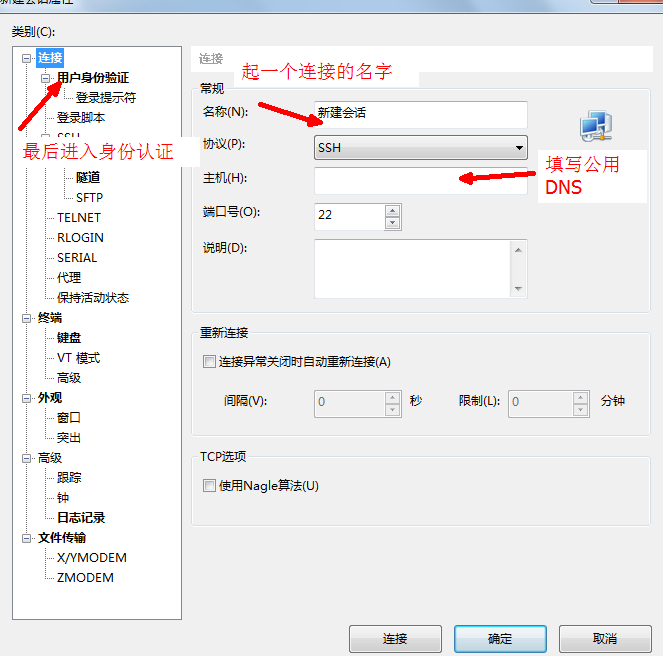 新建会话属性
类别(C):
连接
用户身份验证
登录提示符
登录脚本
SSH
最后进入身份认证
隧道
SFTP
TELNET
RLOGIN
SERIAL
代理
保持活动状态
终端
键盘
VT 模式
高级
外观
窗口
突出
高级
跟踪
钟
日志记录
文件传输
X/YMODEM
ZMODEM
连接
起一个连接的名字
常规
名称(N):
新建会话
协议(P):
SSH
主机(H):
填写公用
DNS
端口号(O):
22
说明(D):
重新连接
连接异常关闭时自动重新连接(A)
间隔(V):
0
秒
限制(L):
0
分钟
TCP选项
使用Nagle算法(U)
连接
确定
取消